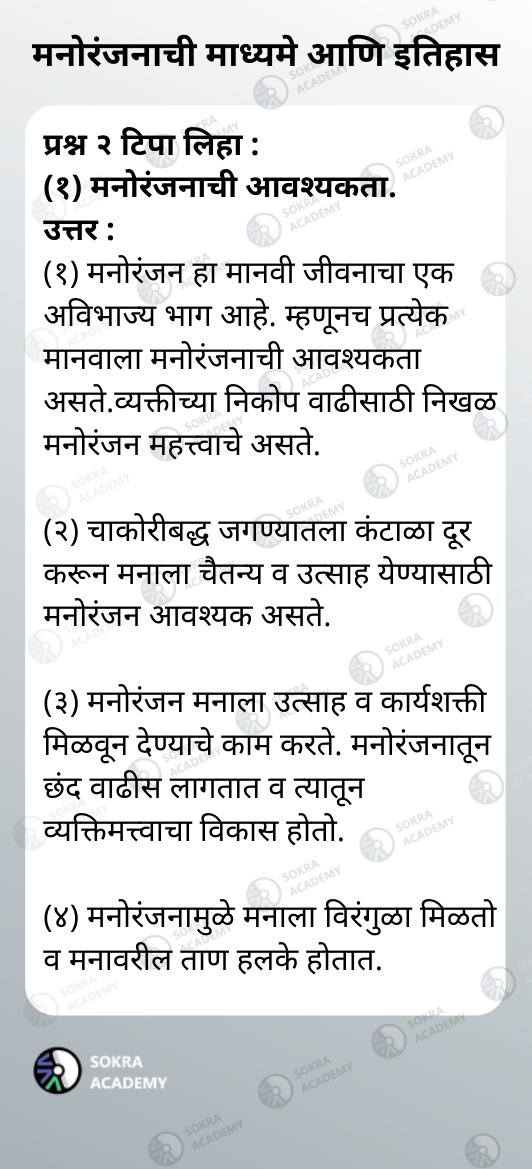 मनोरंजनाची माध्यमे आणि इतिहास
प्रश्न २ टिपा लिहा :
(१) मनोरंजनाची आवश्यकता.
उत्तर :
(१) मनोरंजन हा मानवी जीवनाचा एक
अविभाज्य भाग आहे. म्हणूनच प्रत्येक
मानवाला मनोरंजनाची आवश्यकता
असते.व्यक्तीच्या निकोप वाढीसाठी निखळ
मनोरंजन महत्त्वाचे असते.
(२) चाकोरीबद्ध जगण्यातला कंटाळा दूर
करून मनाला चैतन्य व उत्साह येण्यासाठी
मनोरंजन आवश्यक असते.
(३) मनोरंजन मनाला उत्साह व कार्यशक्ती
मिळवून देण्याचे काम करते. मनोरंजनातून
छंद वाढीस लागतात व त्यातून
व्यक्तिमत्त्वाचा विकास होतो.
(४) मनोरंजनामुळे मनाला विरंगुळा मिळतो
व मनावरील ताण हलके होतात.
SOKRA
ACADEMY